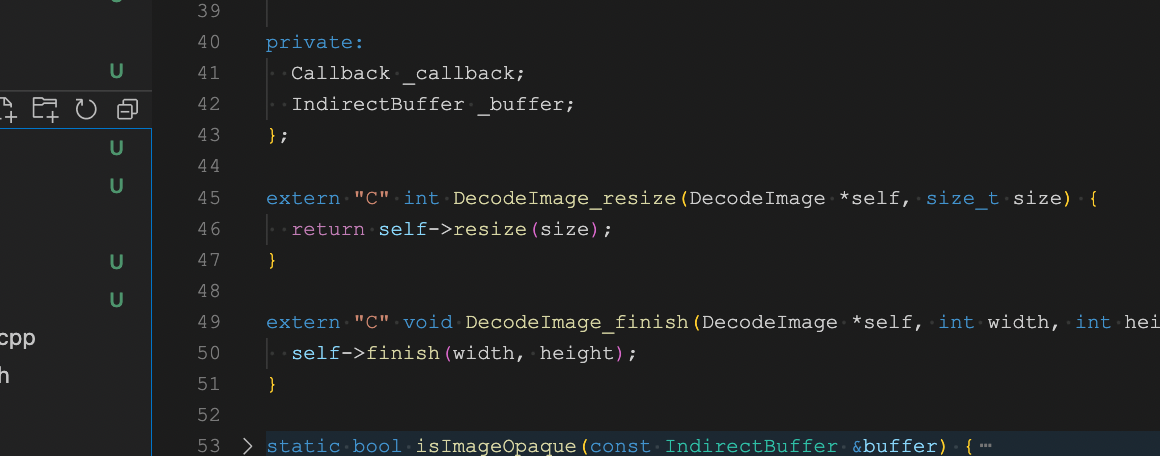 39
40 private:
U
41 Callback _callback;
42 IndirectBuffer _buffer;
43 };
U
44
U
45 extern "C" int DecodeImage_resize(DecodeImage *self, size_t size) {
46 return self->resize(size);
U
47 }
48
U
49 extern "C" void DecodeImage_finish(DecodeImage *self, int width, int hei
cpp
50 self->finish(width, height);
h
51 }
52
53 static bool isImageOpaque(const IndirectBuffer &buffer) { ⋯